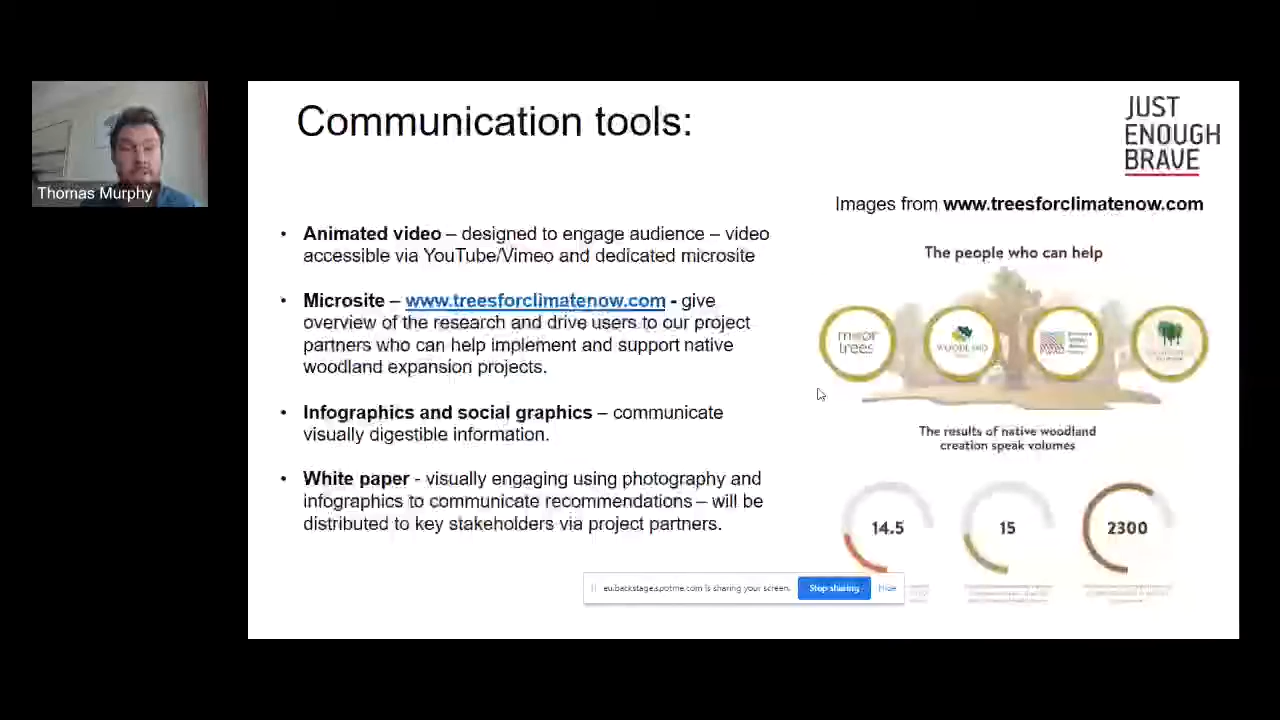 Communication tools:
JUST
ENOUGH
BRAVE
Thomas Murphy
Images from www.treesforclimatenow.com
• Animated video – designed to engage audience – video
accessible via YouTube/Vimeo and dedicated microsite
• Microsite – www.treesforclimatenow.com - give
overview of the research and drive users to our project
partners who can help implement and support native
woodland expansion projects.
• Infographics and social graphics – communicate
visually digestible information.
• White paper - visually engaging using photography and
infographics to communicate recommendations – will be
distributed to key stakeholders via project partners.
The people who can help
moor
trees
WOODLAND
The results of native woodland
creation speak volumes
14.5
15
2300
eu.backstage.spotme.com is sharing your screen.
Stop sharing
Hide